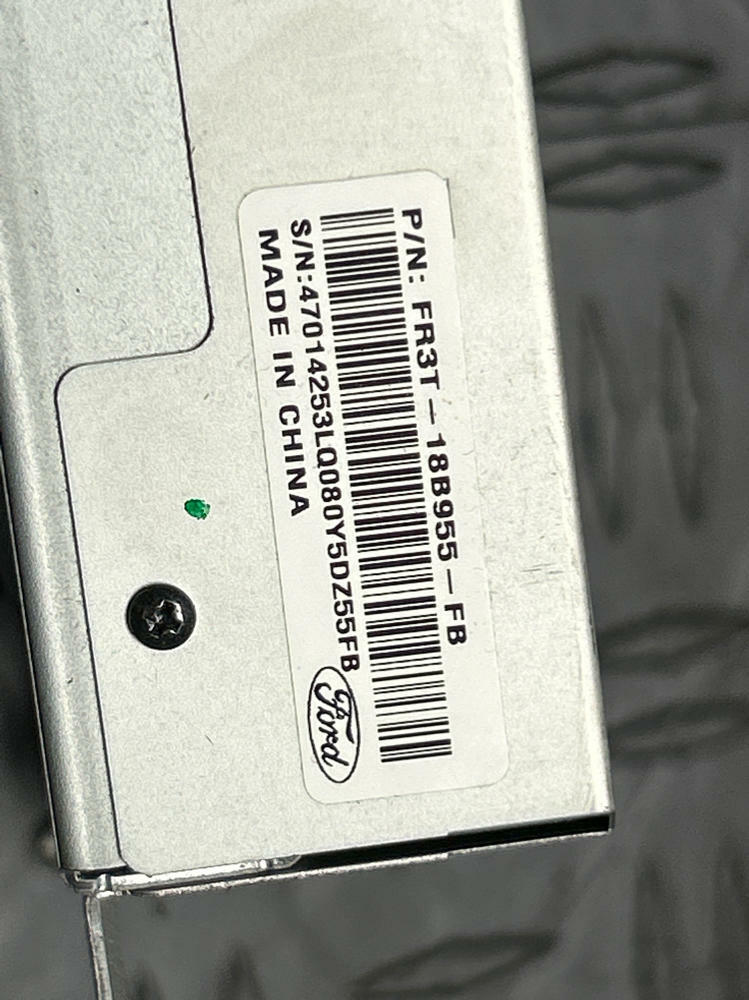 P/N: FR3T-18B955-FB
S/N:47014253LQ080Y5DZ55FB
MADE IN CHINA
Ford